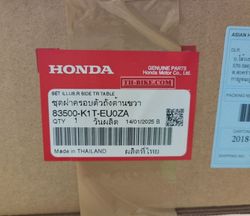 HONDA
GENUINE PARTS
Honda Motor Co., Ltd.
TH-BIKE.COM
SET ILLUS.R SIDE TR TABLE
ชุดฝาครอบตัวถังด้านขวา
83500-K1T-EU0ZA
QTY 1 วันผลิต 14/01/2025 B
Made in THAILAND ผลิตที่ไทย
ASIAN H
2018